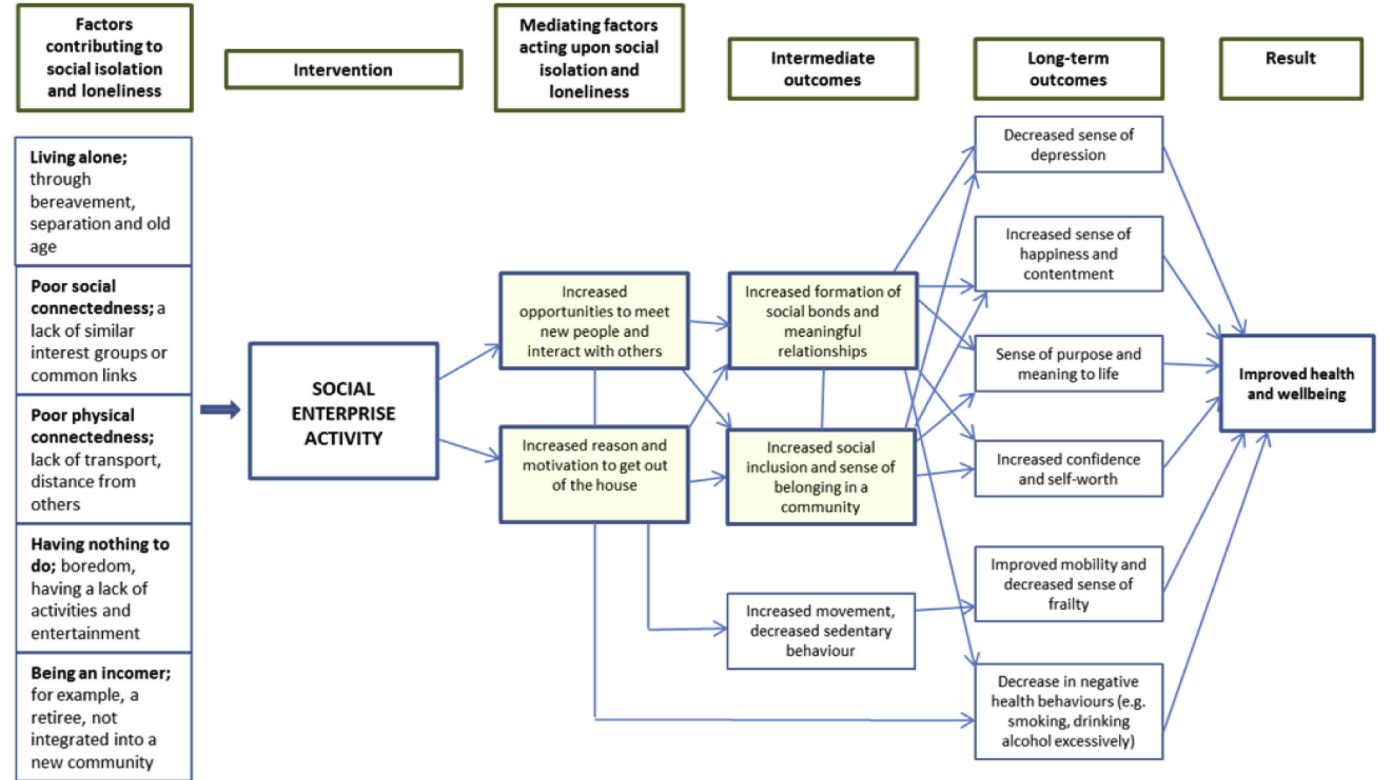 Factors
contributing to
social isolation
and loneliness
Intervention
Mediating factors
acting upon social
isolation and
loneliness
Intermediate
outcomes
Long-term
outcomes
Result
Living alone;
through
bereavement,
separation and old
age
Poor social
connectedness; a
lack of similar
interest groups or
common links
Poor physical
connectedness;
lack of transport,
distance from
others
Having nothing to
do; boredom,
having a lack of
activities and
entertainment
Being an incomer;
for example, a
retiree, not
integrated into a
new community
SOCIAL
ENTERPRISE
ACTIVITY
Increased
opportunities to meet
new people and
interact with others
Increased reason and
motivation to get out
of the house
Increased formation of
social bonds and
meaningful
relationships
Increased social
inclusion and sense of
belonging in a
community
Increased movement,
decreased sedentary
behaviour
Decreased sense of
depression
Increased sense of
happiness and
contentment
Sense of purpose and
meaning to life
Increased confidence
and self-worth
Improved mobility and
decreased sense of
frailty
Decrease in negative
health behaviours (e.g.
smoking, drinking
alcohol excessively)
Improved health
and wellbeing